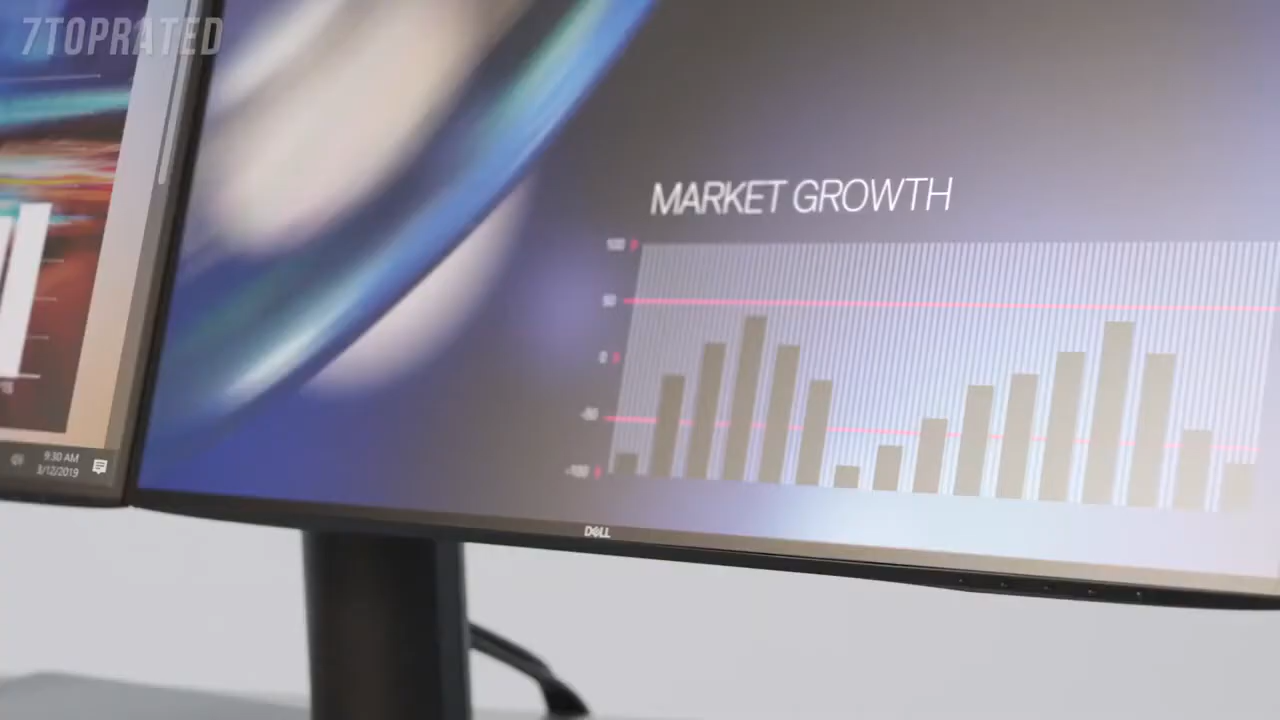 7TOPRATED
MARKET GROWTH
100
50
0
-50
-100
9:30 AM
3/12/2019
DELL